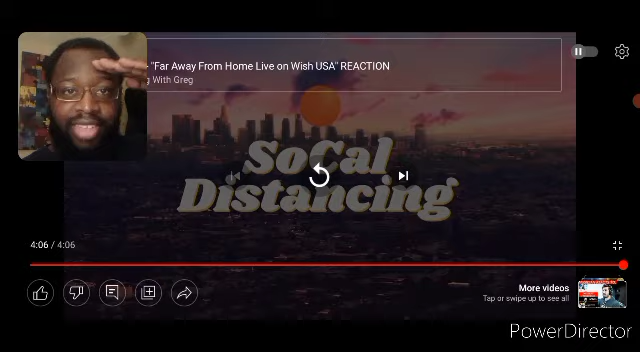 "Far Away From Home Live on Wish USA" REACTION
g With Greg
SoCal
Distancing
4:06 / 4:06
More videos
Tap or swipe up to see all
PowerDirector